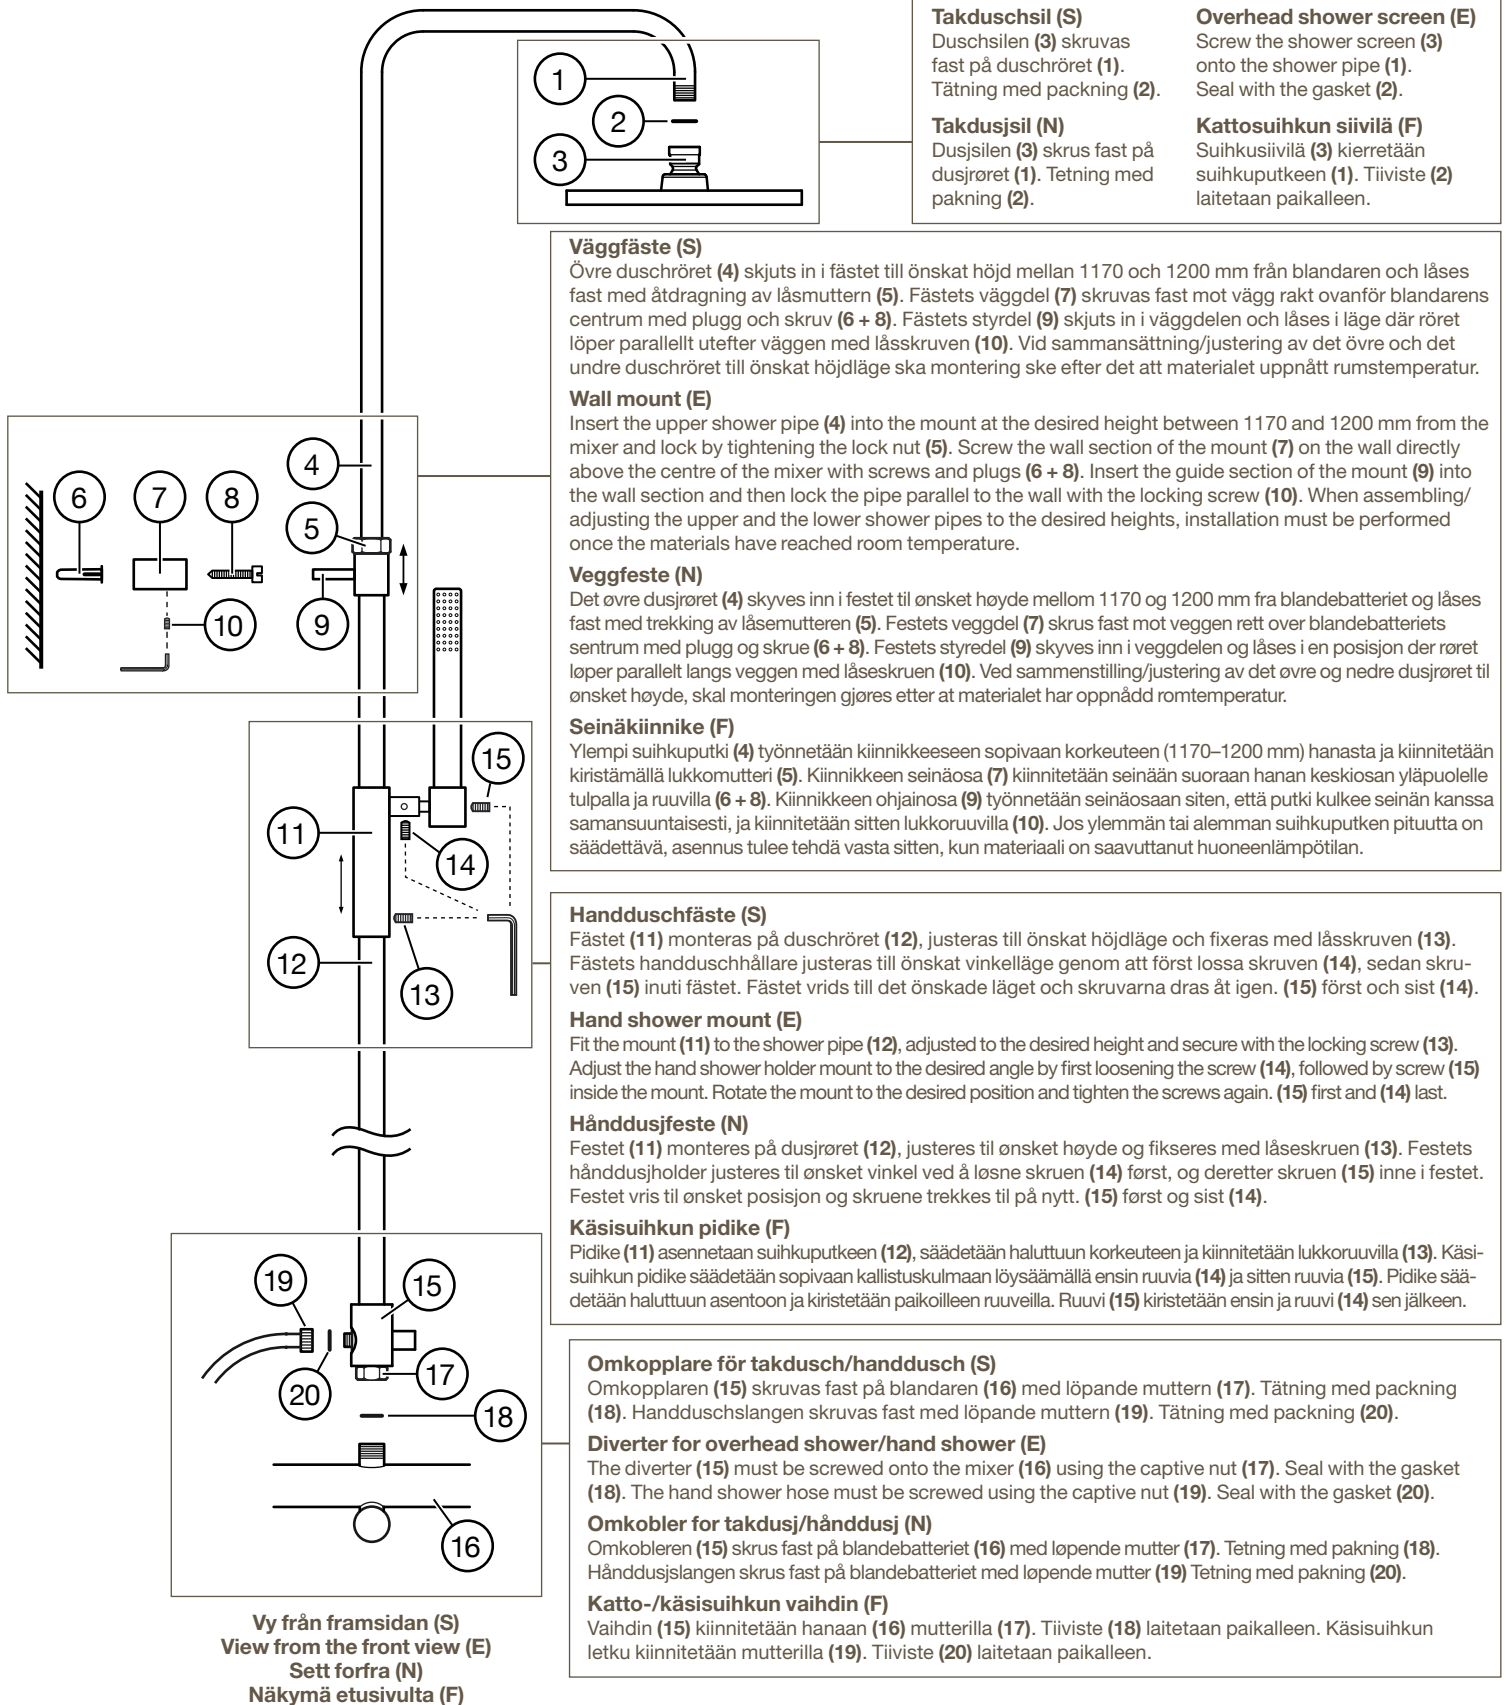 1
2
3
Takduschsil (S)
Duschsilen (3) skruvas
fast på duschröret (1).
Tätning med packning (2).
Overhead shower screen (E)
Screw the shower screen (3)
onto the shower pipe (1).
Seal with the gasket (2).
Takdusjsil (N)
Dusjsilen (3) skrus fast på
dusjrøret (1). Tetning med
pakning (2).
Kattosuihkun siivilä (F)
Suihkusiivilä (3) kierretään
suihkuputkeen (1). Tiiviste (2)
laitetaan paikalleen.
4
5
6
7
8
9
10
Väggfäste (S)
Övre duschröret (4) skjuts in i fästet till önskat höjd mellan 1170 och 1200 mm från blandaren och låses
fast med åtdragning av låsmuttern (5). Fästets väggdel (7) skruvas fast mot vägg rakt ovanför blandarens
centrum med plugg och skruv (6 + 8). Fästets styrdel (9) skjuts in i väggdelen och låses i läge där röret
löper parallellt utefter väggen med låsskruven (10). Vid sammansättning/justering av det övre och det
undre duschröret till önskat höjdläge ska montering ske efter det att materialet uppnått rumstemperatur.
Wall mount (E)
Insert the upper shower pipe (4) into the mount at the desired height between 1170 and 1200 mm from the
mixer and lock by tightening the lock nut (5). Screw the wall section of the mount (7) on the wall directly
above the centre of the mixer with screws and plugs (6 + 8). Insert the guide section of the mount (9) into
the wall section and then lock the pipe parallel to the wall with the locking screw (10). When assembling/
adjusting the upper and the lower shower pipes to the desired heights, installation must be performed
once the materials have reached room temperature.
Veggfeste (N)
Det øvre dusjrøret (4) skyves inn i festet til ønsket høyde mellom 1170 og 1200 mm fra blandebatteriet og låses
fast med trekking av låsemutteren (5). Festets veggdel (7) skrus fast mot veggen rett over blandebatteriets
sentrum med plugg og skrue (6 + 8). Festets styredel (9) skyves inn i veggdelen og låses i en posisjon der røret
løper parallelt langs veggen med låseskruen (10). Ved sammenstilling/justering av det øvre og nedre dusjrøret til
ønsket høyde, skal monteringen gjøres etter at materialet har oppnådd romtemperatur.
Seinäkiinnike (F)
Ylempi suihkuputki (4) työnnetään kiinnikkeeseen sopivaan korkeuteen (1170–1200 mm) hanasta ja kiinnitetään
kiristämällä lukkomutteri (5). Kiinnikkeen seinäosa (7) kiinnitetään seinään suoraan hanan keskiosan yläpuolelle
tulpalla ja ruuvilla (6 + 8). Kiinnikkeen ohjainosa (9) työnnetään seinäosaan siten, että putki kulkee seinän kanssa
samansuuntaisesti, ja kiinnitetään sitten lukkoruuvilla (10). Jos ylemmän tai alemman suihkuputken pituutta on
säädettävä, asennus tulee tehdä vasta sitten, kun materiaali on saavuttanut huoneenlämpötilan.
15
11
14
12
13
Handduschfäste (S)
Fästet (11) monteras på duschröret (12), justeras till önskat höjdläge och fixeras med låsskruven (13).
Fästets handduschhållare justeras till önskat vinkelläge genom att först lossa skruven (14), sedan skru-
ven (15) inuti fästet. Fästet vrids till det önskade läget och skruvarna dras åt igen. (15) först och sist (14).
Hand shower mount (E)
Fit the mount (11) to the shower pipe (12), adjusted to the desired height and secure with the locking screw (13).
Adjust the hand shower holder mount to the desired angle by first loosening the screw (14), followed by screw (15)
inside the mount. Rotate the mount to the desired position and tighten the screws again. (15) first and (14) last.
Hånddusjfeste (N)
Festet (11) monteres på dusjrøret (12), justeres til ønsket høyde og fikseres med låseskruen (13). Festets
hånddusjholder justeres til ønsket vinkel ved å løsne skruen (14) først, og deretter skruen (15) inne i festet.
Festet vris til ønsket posisjon og skruene trekkes til på nytt. (15) først og sist (14).
Käsisuihkun pidike (F)
Pidike (11) asennetaan suihkuputkeen (12), säädetään haluttuun korkeuteen ja kiinnitetään lukkoruuvilla (13). Käsi-
suihkun pidike säädetään sopivaan kallistuskulmaan löysäämällä ensin ruuvia (14) ja sitten ruuvia (15). Pidike sää-
detään haluttuun asentoon ja kiristetään paikoilleen ruuveilla. Ruuvi (15) kiristetään ensin ja ruuvi (14) sen jälkeen.
19
15
20
17
18
16
Omkopplare för takdusch/handdusch (S)
Omkopplaren (15) skruvas fast på blandaren (16) med löpande muttern (17). Tätning med packning
(18). Handduschslangen skruvas fast med löpande muttern (19). Tätning med packning (20).
Diverter for overhead shower/hand shower (E)
The diverter (15) must be screwed onto the mixer (16) using the captive nut (17). Seal with the gasket
(18). The hand shower hose must be screwed using the captive nut (19). Seal with the gasket (20).
Omkobler for takdusj/hånddusj (N)
Omkobleren (15) skrus fast på blandebatteriet (16) med løpende mutter (17). Tetning med pakning (18).
Hånddusjslangen skrus fast på blandebatteriet med løpende mutter (19) Tetning med pakning (20).
Katto-/käsisuihkun vaihdin (F)
Vaihdin (15) kiinnitetään hanaan (16) mutterilla (17). Tiiviste (18) laitetaan paikalleen. Käsisuihkun
letku kiinnitetään mutterilla (19). Tiiviste (20) laitetaan paikalleen.
Vy från framsidan (S)
View from the front view (E)
Sett forfra (N)
Näkymä etusivulta (F)